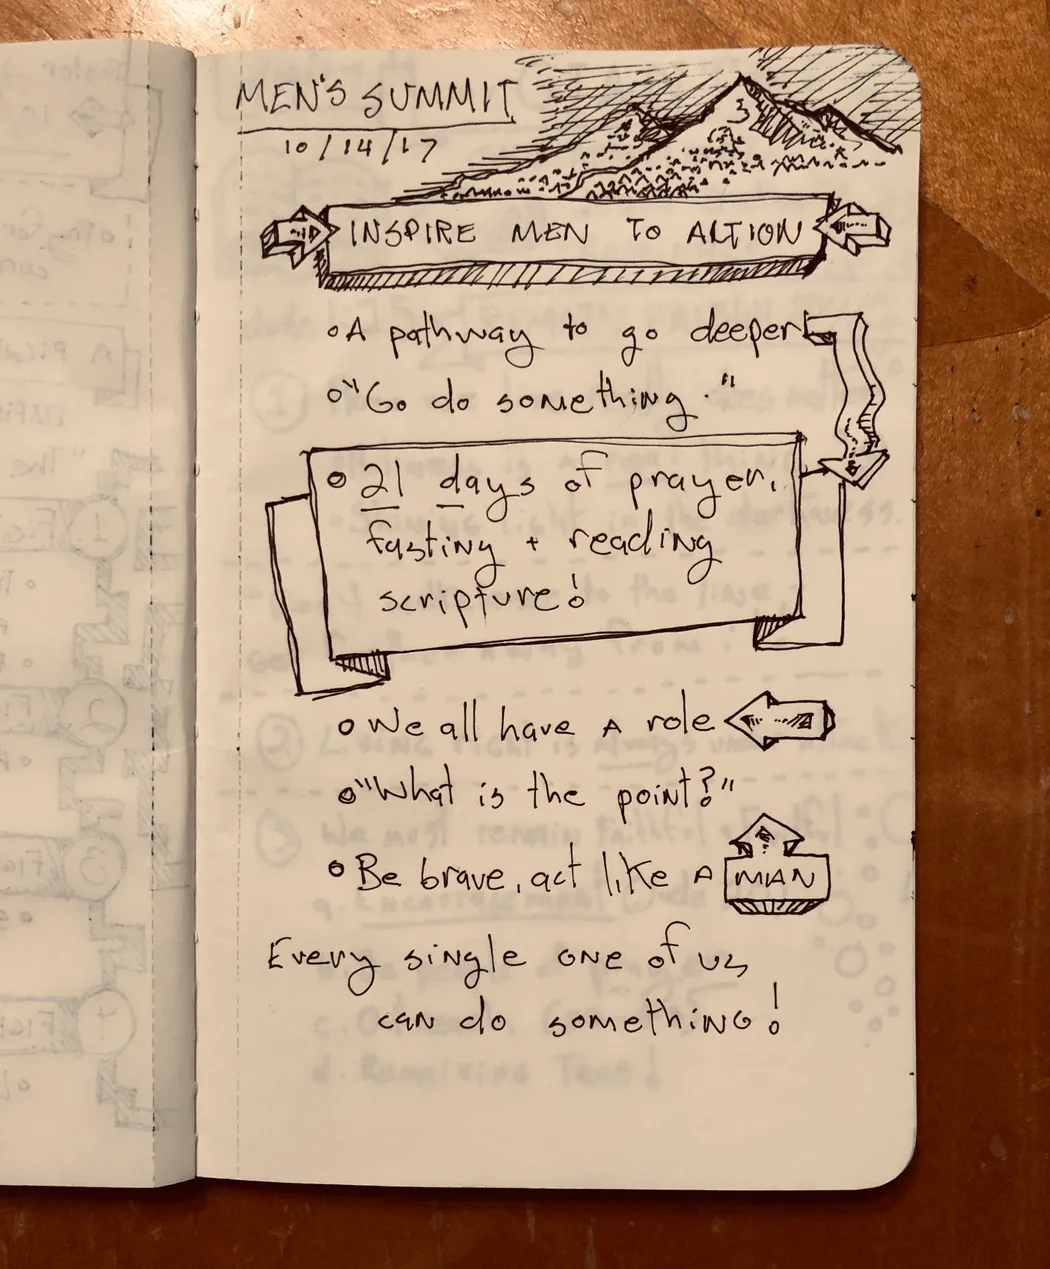 MEN'S SUMMIT
10/14/17
INSPIRE MEN TO ACTION
A pathway to go deeper
"Go do something."
21 days of prayer,
fasting + reading
scripture!
We all have A role
"What is the point?"
Be brave, act like A MAN
Every single one of us
can do something!